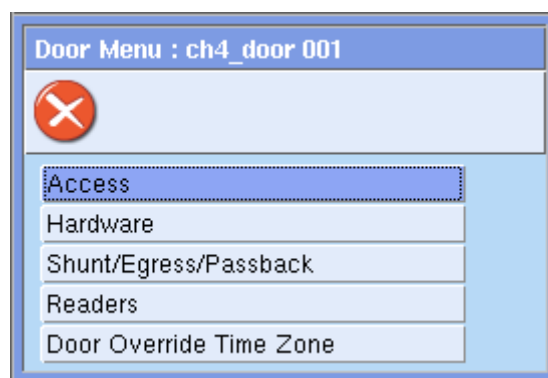 Door Menu : ch4_door 001
Access
Hardware
Shunt/Egress/Passback
Readers
Door Override Time Zone